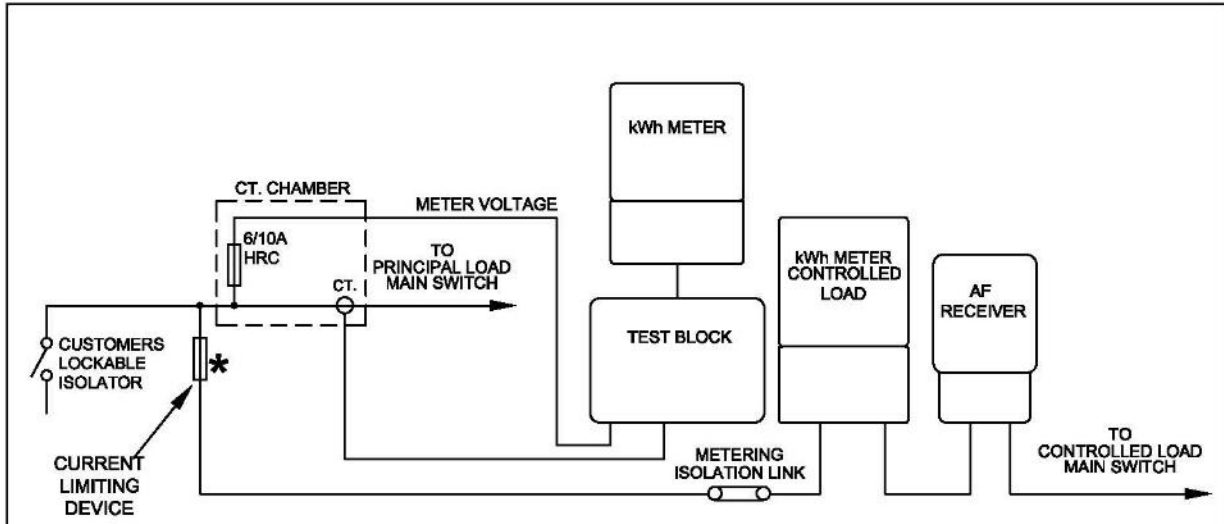 kWh METER
CT. CHAMBER
METER VOLTAGE
6/10A
HRC
TO
PRINCIPAL LOAD
MAIN SWITCH
CT.
kWh METER
CONTROLLED
LOAD
AF
RECEIVER
TEST BLOCK
CUSTOMERS
LOCKABLE
ISOLATOR
*
CURRENT
LIMITING
DEVICE
METERING
ISOLATION LINK
TO
CONTROLLED LOAD
MAIN SWITCH